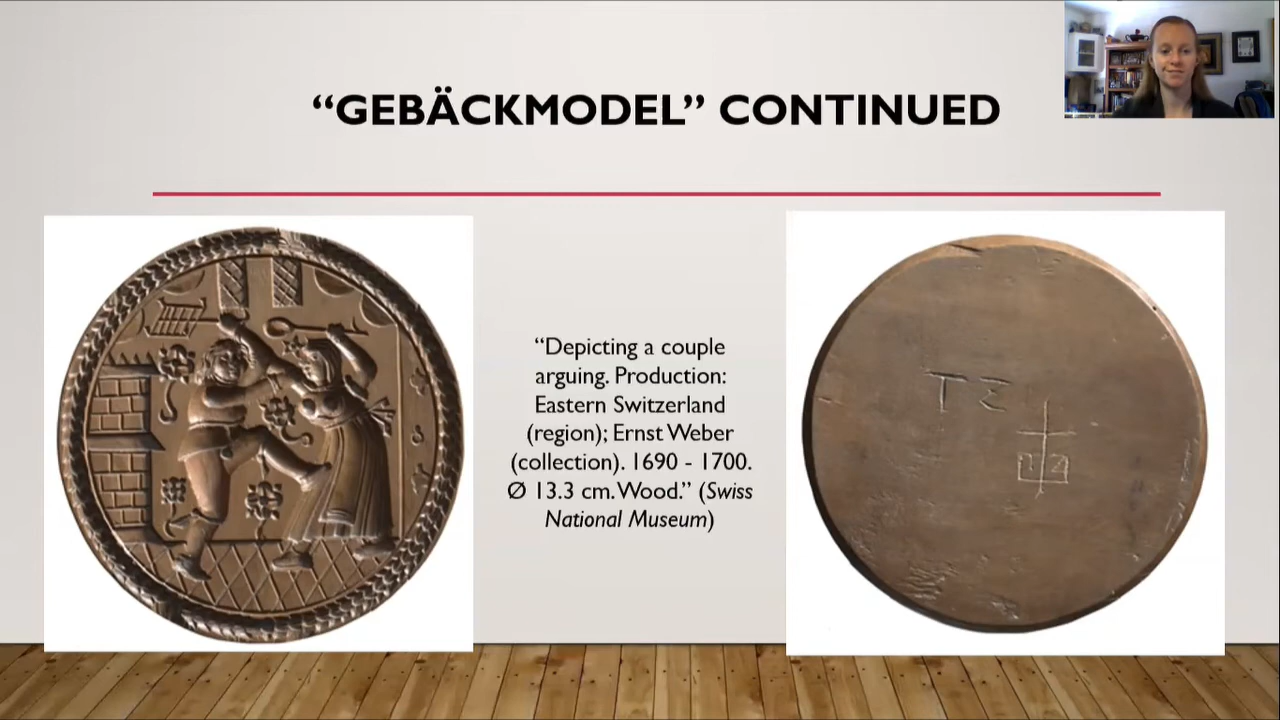 “GEBÄCKMODEL” CONTINUED
“Depicting a couple
arguing. Production:
Eastern Switzerland
(region); Ernst Weber
(collection). 1690 - 1700.
Ø 13.3 cm. Wood.” (Swiss
National Museum)